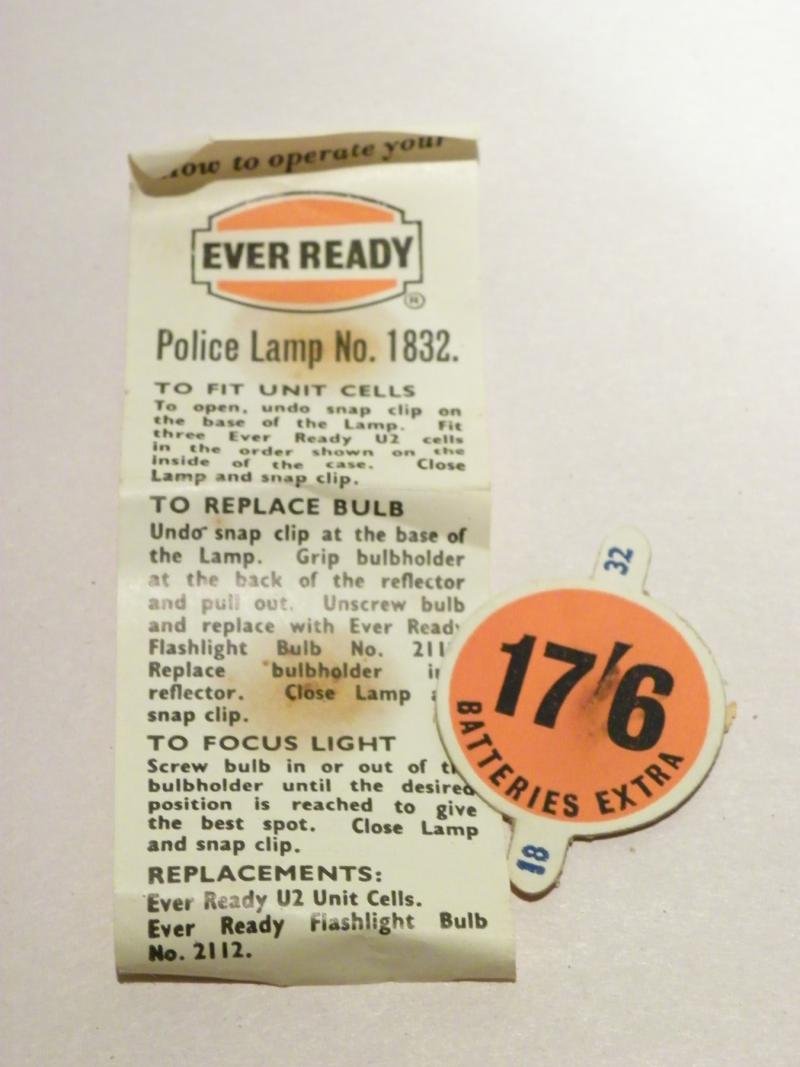 How to operate your
EVER READY
®
Police Lamp No. 1832.
TO FIT UNIT CELLS
To open, undo snap clip on
the base of the Lamp. Fit
three Ever Ready U2 cells
in the order shown on the
inside of the case. Close
Lamp and snap clip.
TO REPLACE BULB
Undo snap clip at the base of
the Lamp. Grip bulbholder
at the back of the reflector
and pull out. Unscrew bulb
and replace with Ever Ready
Flashlight Bulb No. 211
Replace bulbholder
reflector. Close Lamp
snap clip.
TO FOCUS LIGHT
Screw bulb in or out of the
bulbholder until the desired
position is reached to give
the best spot. Close Lamp
and snap clip.
REPLACEMENTS:
Ever Ready U2 Unit Cells.
Ever Ready Flashlight Bulb
No. 2112.
32
17/6
BATTERIES EXTRA
18